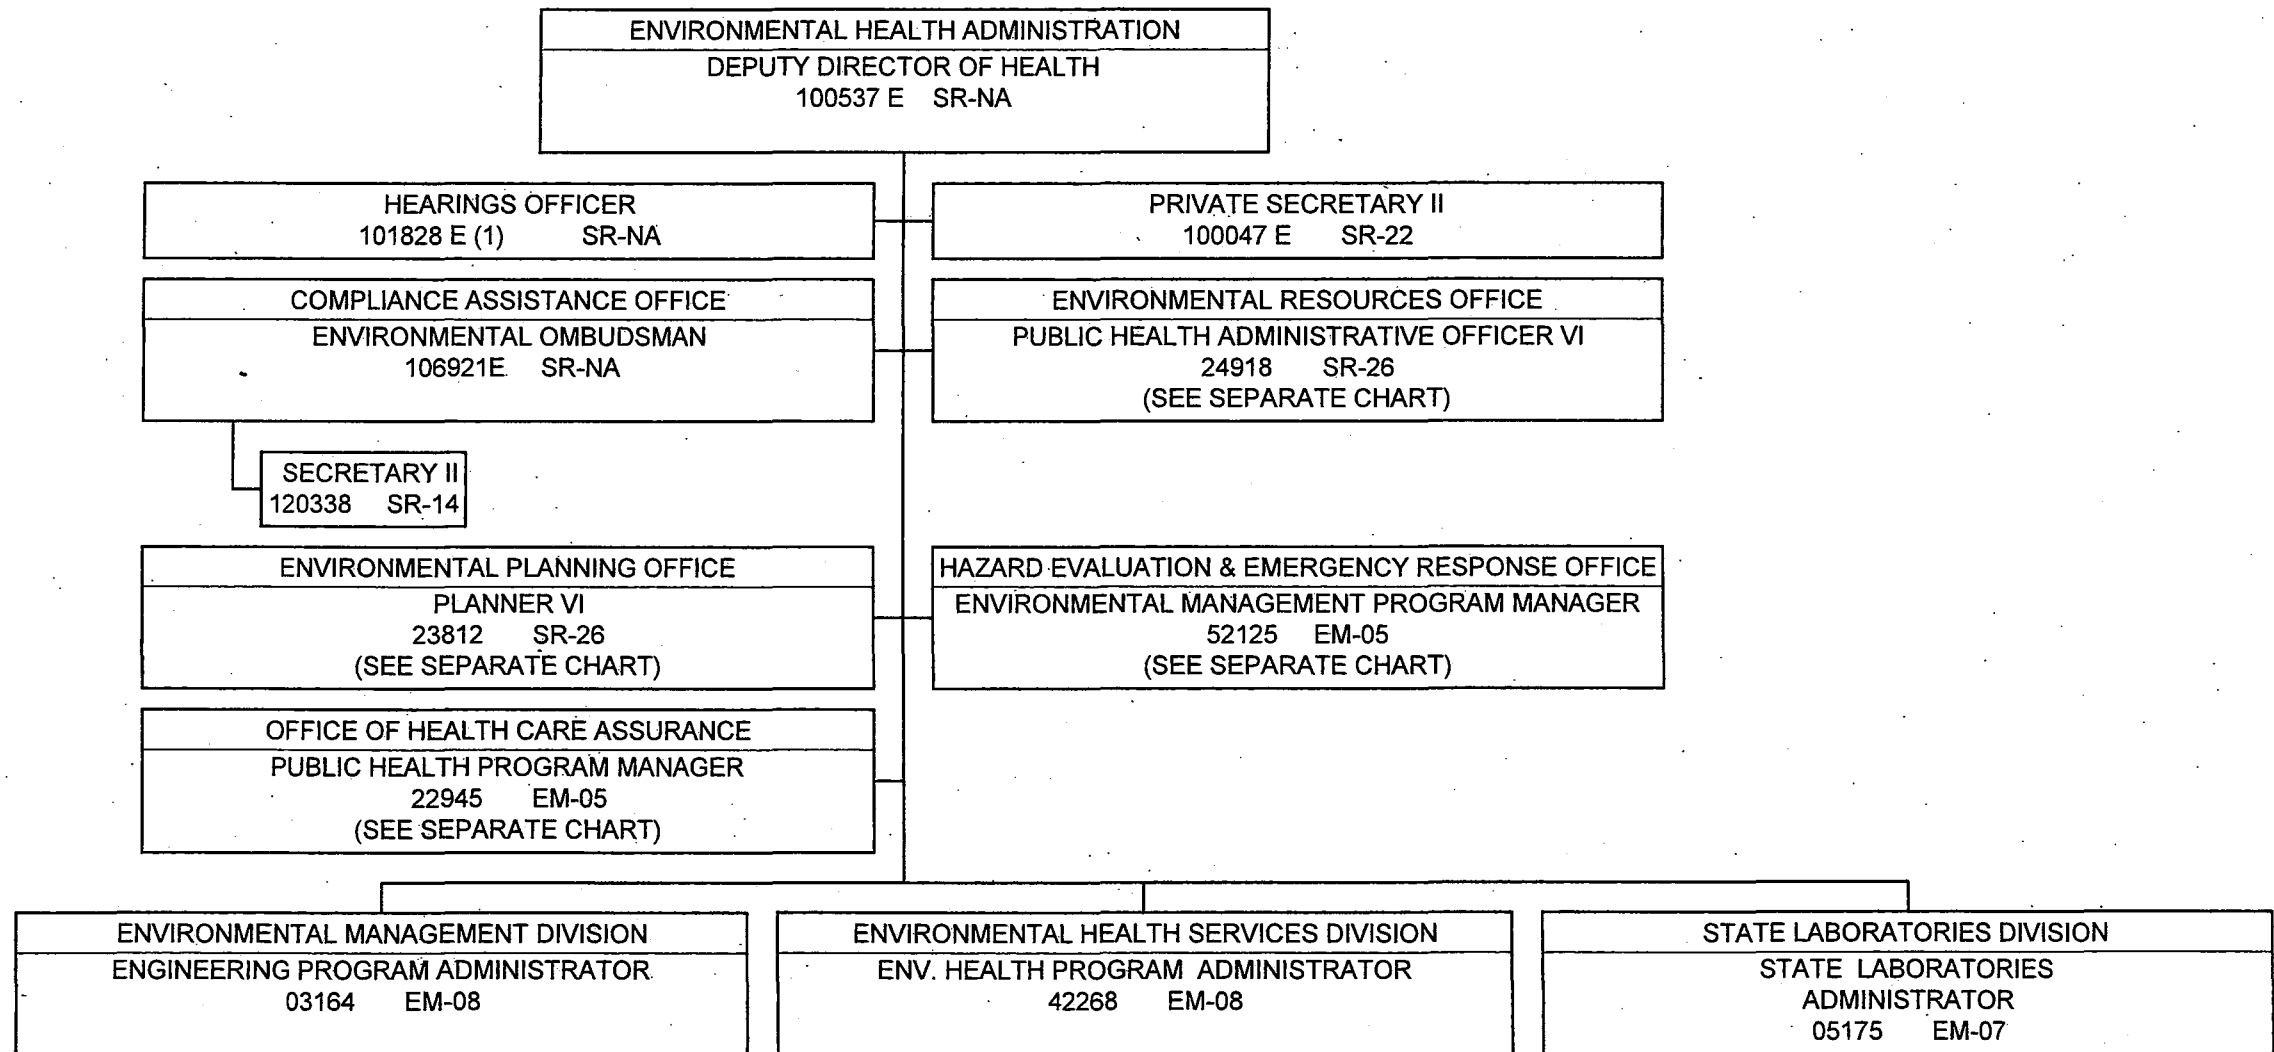 ENVIRONMENTAL HEALTH ADMINISTRATION
DEPUTY DIRECTOR OF HEALTH
100537 E SR-NA
HEARINGS OFFICER
101828 E (1) SR-NA
PRIVATE SECRETARY II
100047 E SR-22
COMPLIANCE ASSISTANCE OFFICE
ENVIRONMENTAL OMBUDSMAN
106921E SR-NA
ENVIRONMENTAL RESOURCES OFFICE
PUBLIC HEALTH ADMINISTRATIVE OFFICER VI
24918 SR-26
(SEE SEPARATE CHART)
SECRETARY II
120338 SR-14
ENVIRONMENTAL PLANNING OFFICE
PLANNER VI
23812 SR-26
(SEE SEPARATE CHART)
HAZARD EVALUATION & EMERGENCY RESPONSE OFFICE
ENVIRONMENTAL MANAGEMENT PROGRAM MANAGER
52125 EM-05
(SEE SEPARATE CHART)
OFFICE OF HEALTH CARE ASSURANCE
PUBLIC HEALTH PROGRAM MANAGER
22945 EM-05
(SEE SEPARATE CHART)
ENVIRONMENTAL MANAGEMENT DIVISION
ENGINEERING PROGRAM ADMINISTRATOR
03164 EM-08
ENVIRONMENTAL HEALTH SERVICES DIVISION
ENV. HEALTH PROGRAM ADMINISTRATOR
42268 EM-08
STATE LABORATORIES DIVISION
STATE LABORATORIES
ADMINISTRATOR
05175 EM-07